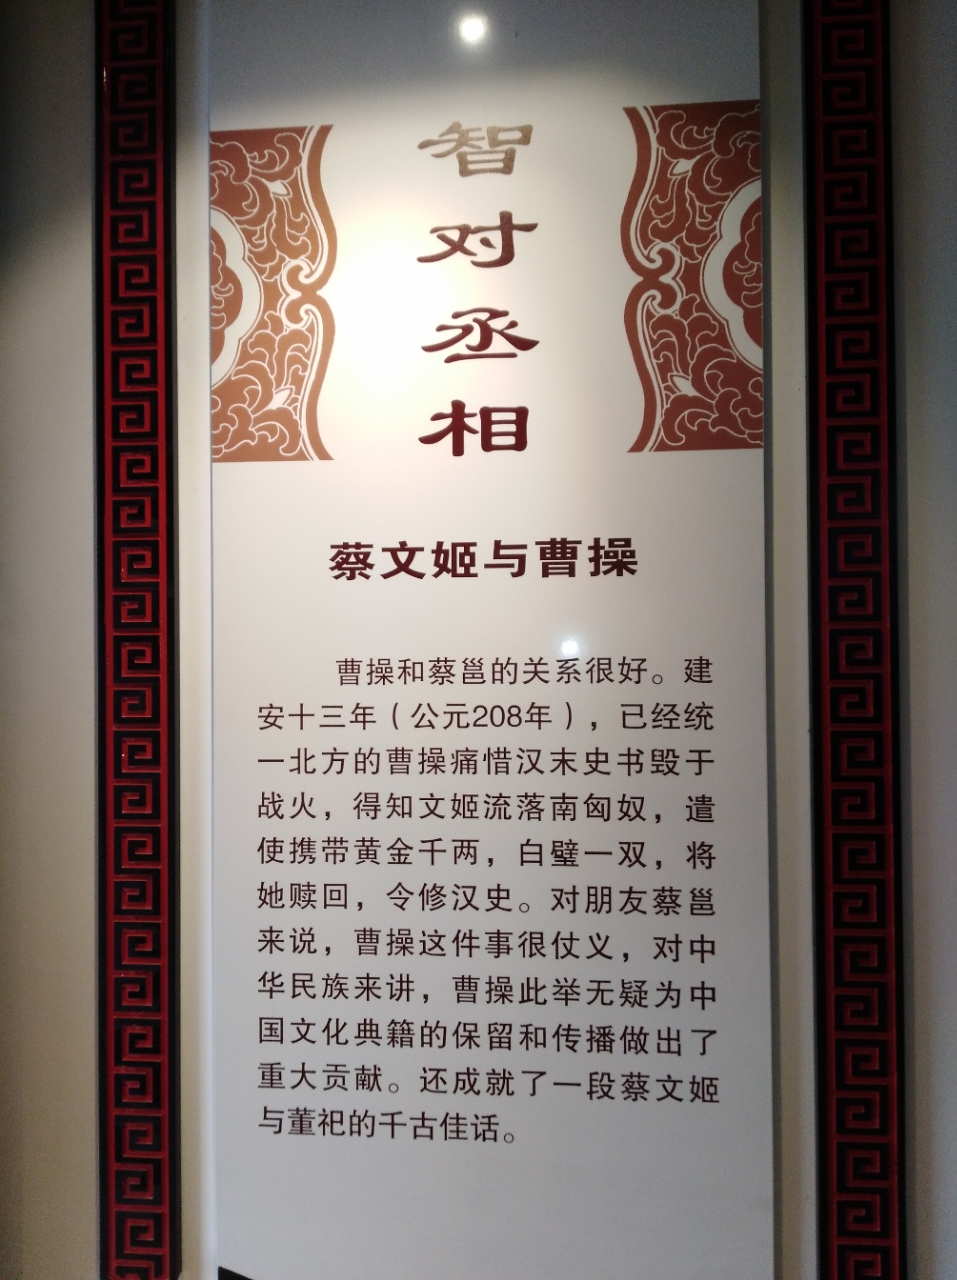 智对丞相
蔡文姬与曹操
曹操和蔡邕的关系很好。建
安十三年（公元208年），已经统
一北方的曹操痛惜汉末史书毁于
战火，得知文姬流落南匈奴，遣
使携带黄金千两，白璧一双，将
她赎回，令修汉史。对朋友蔡邕
来说，曹操这件事很仗义，对中
华民族来讲，曹操此举无疑为中
国文化典籍的保留和传播做出了
重大贡献。还成就了一段蔡文姬
与董祀的千古佳话。